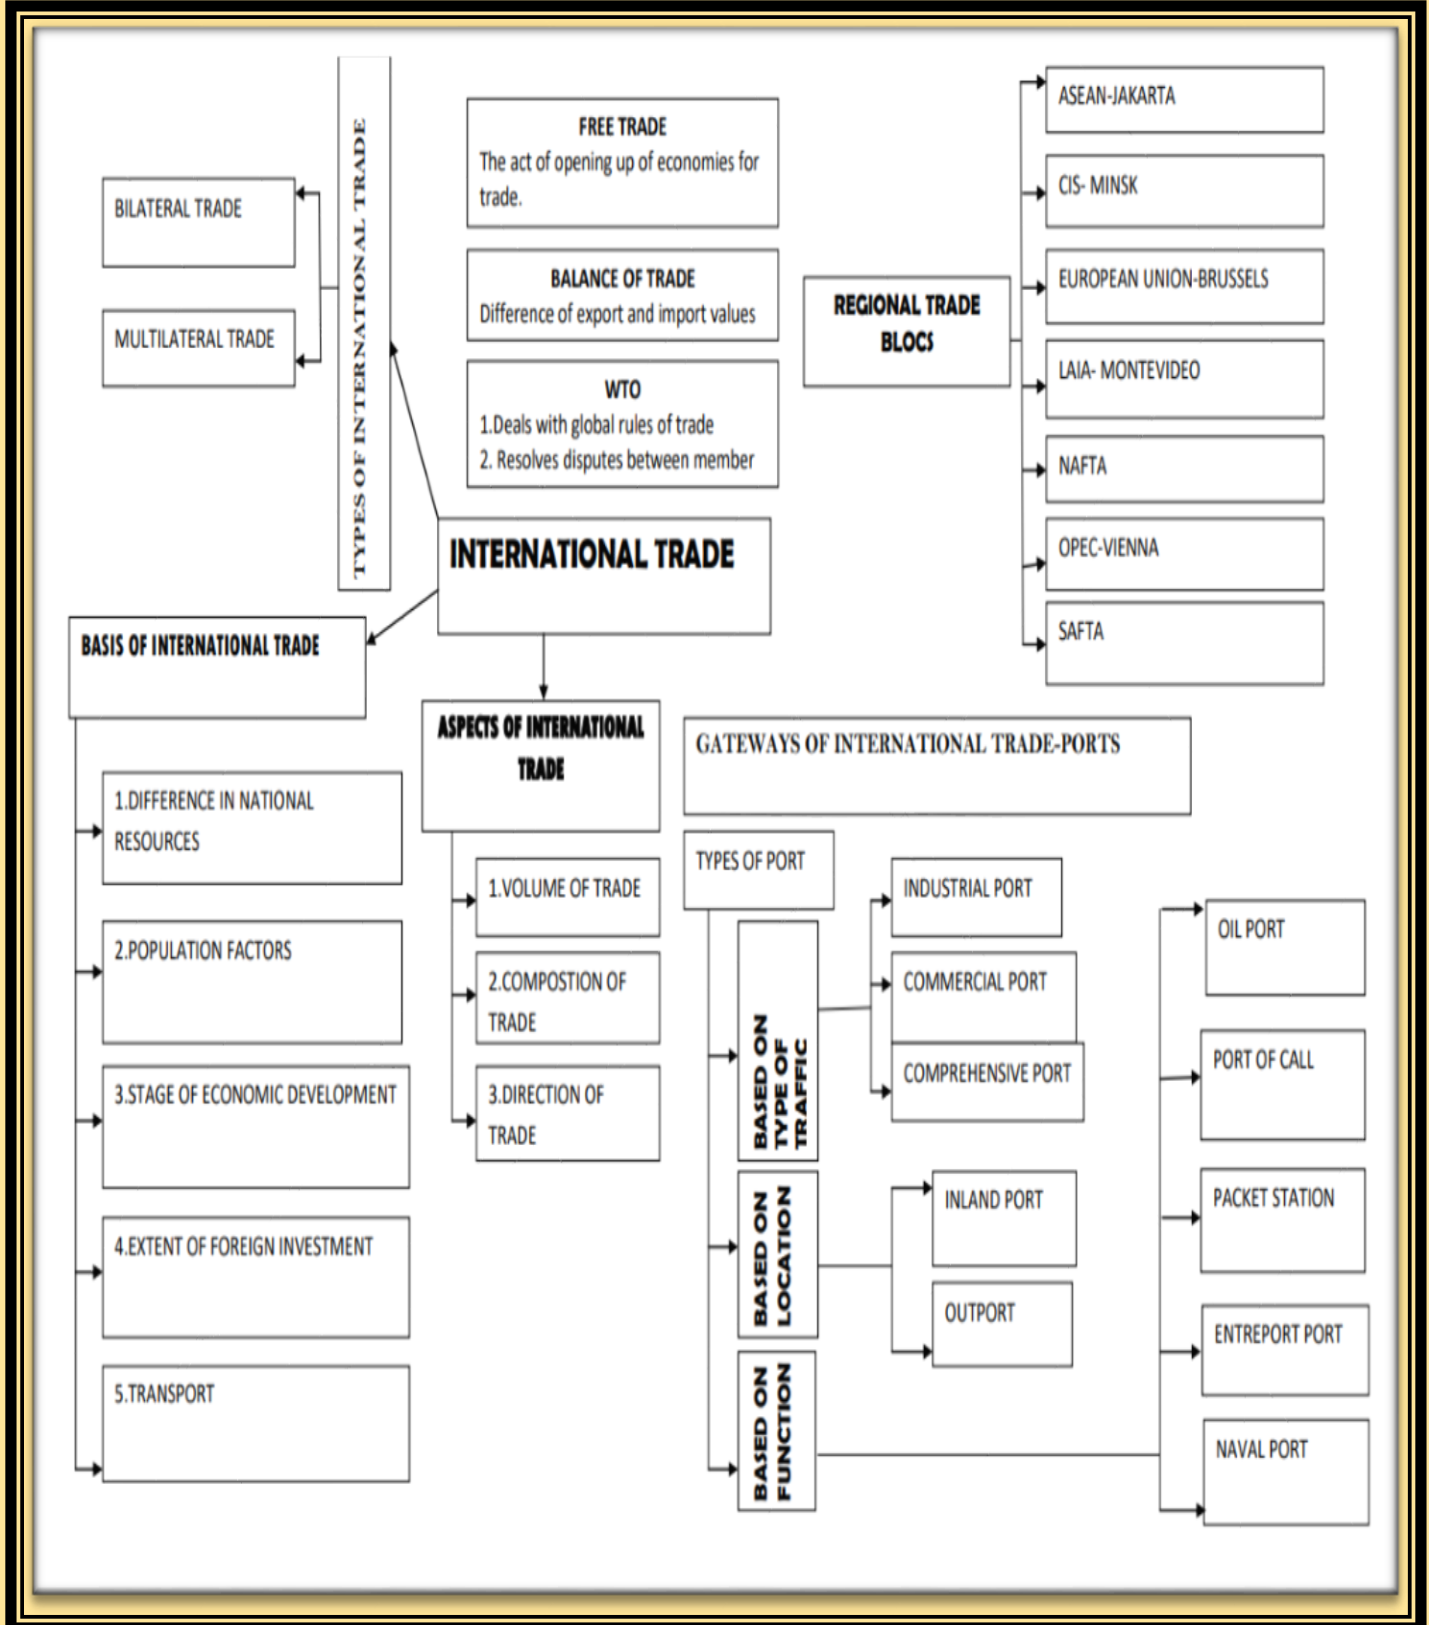 TYPES OF INTERNATIONAL TRADE
BILATERAL TRADE
MULTILATERAL TRADE
FREE TRADE
The act of opening up of economies for
trade.
BALANCE OF TRADE
Difference of export and import values
WTO
1.Deals with global rules of trade
2. Resolves disputes between member
REGIONAL TRADE
BLOCS
ASEAN-JAKARTA
CIS- MINSK
EUROPEAN UNION-BRUSSELS
LAIA- MONTEVIDEO
NAFTA
OPEC-VIENNA
SAFTA
INTERNATIONAL TRADE
BASIS OF INTERNATIONAL TRADE
1.DIFFERENCE IN NATIONAL
RESOURCES
2.POPULATION FACTORS
3.STAGE OF ECONOMIC DEVELOPMENT
4.EXTENT OF FOREIGN INVESTMENT
5.TRANSPORT
ASPECTS OF INTERNATIONAL
TRADE
1.VOLUME OF TRADE
2.COMPOSTION OF
TRADE
3.DIRECTION OF
TRADE
GATEWAYS OF INTERNATIONAL TRADE-PORTS
TYPES OF PORT
BASED ON
TYPE OF
TRAFFIC
INDUSTRIAL PORT
COMMERCIAL PORT
COMPREHENSIVE PORT
BASED ON
LOCATION
INLAND PORT
OUTPORT
BASED ON
FUNCTION
OIL PORT
PORT OF CALL
PACKET STATION
ENTREPORT PORT
NAVAL PORT